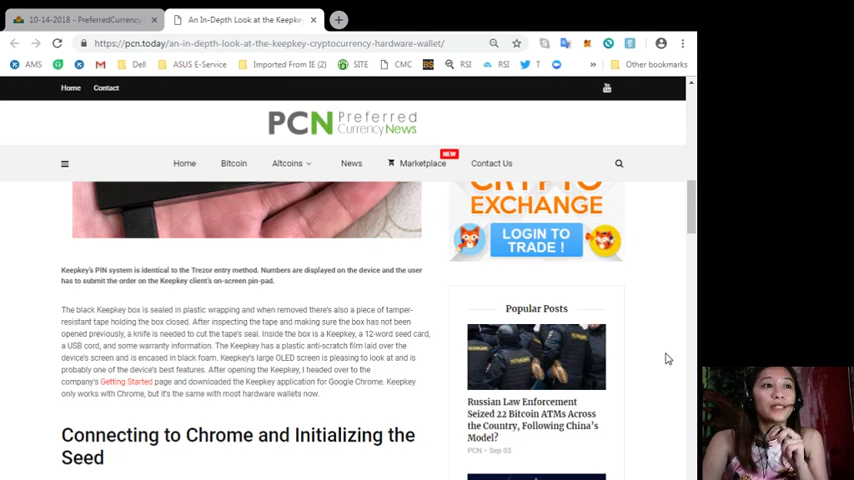 10-14-2018 - PreferredCurrency
An In-Depth Look at the Keepkey
https://pcn.today/an-in-depth-look-at-the-keepkey-cryptocurrency-hardware-wallet/
AMS
Dell
ASUS E-Service
Imported From IE (2)
SITE
CMC
RSI
RSI
T
»
Other bookmarks
Home
Contact
PCN Preferred
CurrencyNews
NEW
Home
Bitcoin
Altcoins
News
Marketplace
Contact Us
CRYPTO
EXCHANGE
LOGIN TO
TRADE !
Keepkey's PIN system is identical to the Trezor entry method. Numbers are displayed on the device and the user
has to submit the order on the Keepkey client's on-screen pin-pad.
The black Keepkey box is sealed in plastic wrapping and when removed there's also a piece of tamper-
resistant tape holding the box closed. After inspecting the tape and making sure the box has not been
opened previously, a knife is needed to cut the tape's seal. Inside the box is a Keepkey, a 12-word seed card,
a USB cord, and some warranty information. The Keepkey has a plastic anti-scratch film laid over the
device's screen and is encased in black foam. Keepkey's large OLED screen is pleasing to look at and is
probably one of the device's best features. After opening the Keepkey, I headed over to the
company's Getting Started page and downloaded the Keepkey application for Google Chrome. Keepkey
only works with Chrome, but it's the same with most hardware wallets now.
Connecting to Chrome and Initializing the
Seed
Popular Posts
Russian Law Enforcement
Seized 22 Bitcoin ATMs Across
the Country, Following China's
Model?
PCN - Sep 03